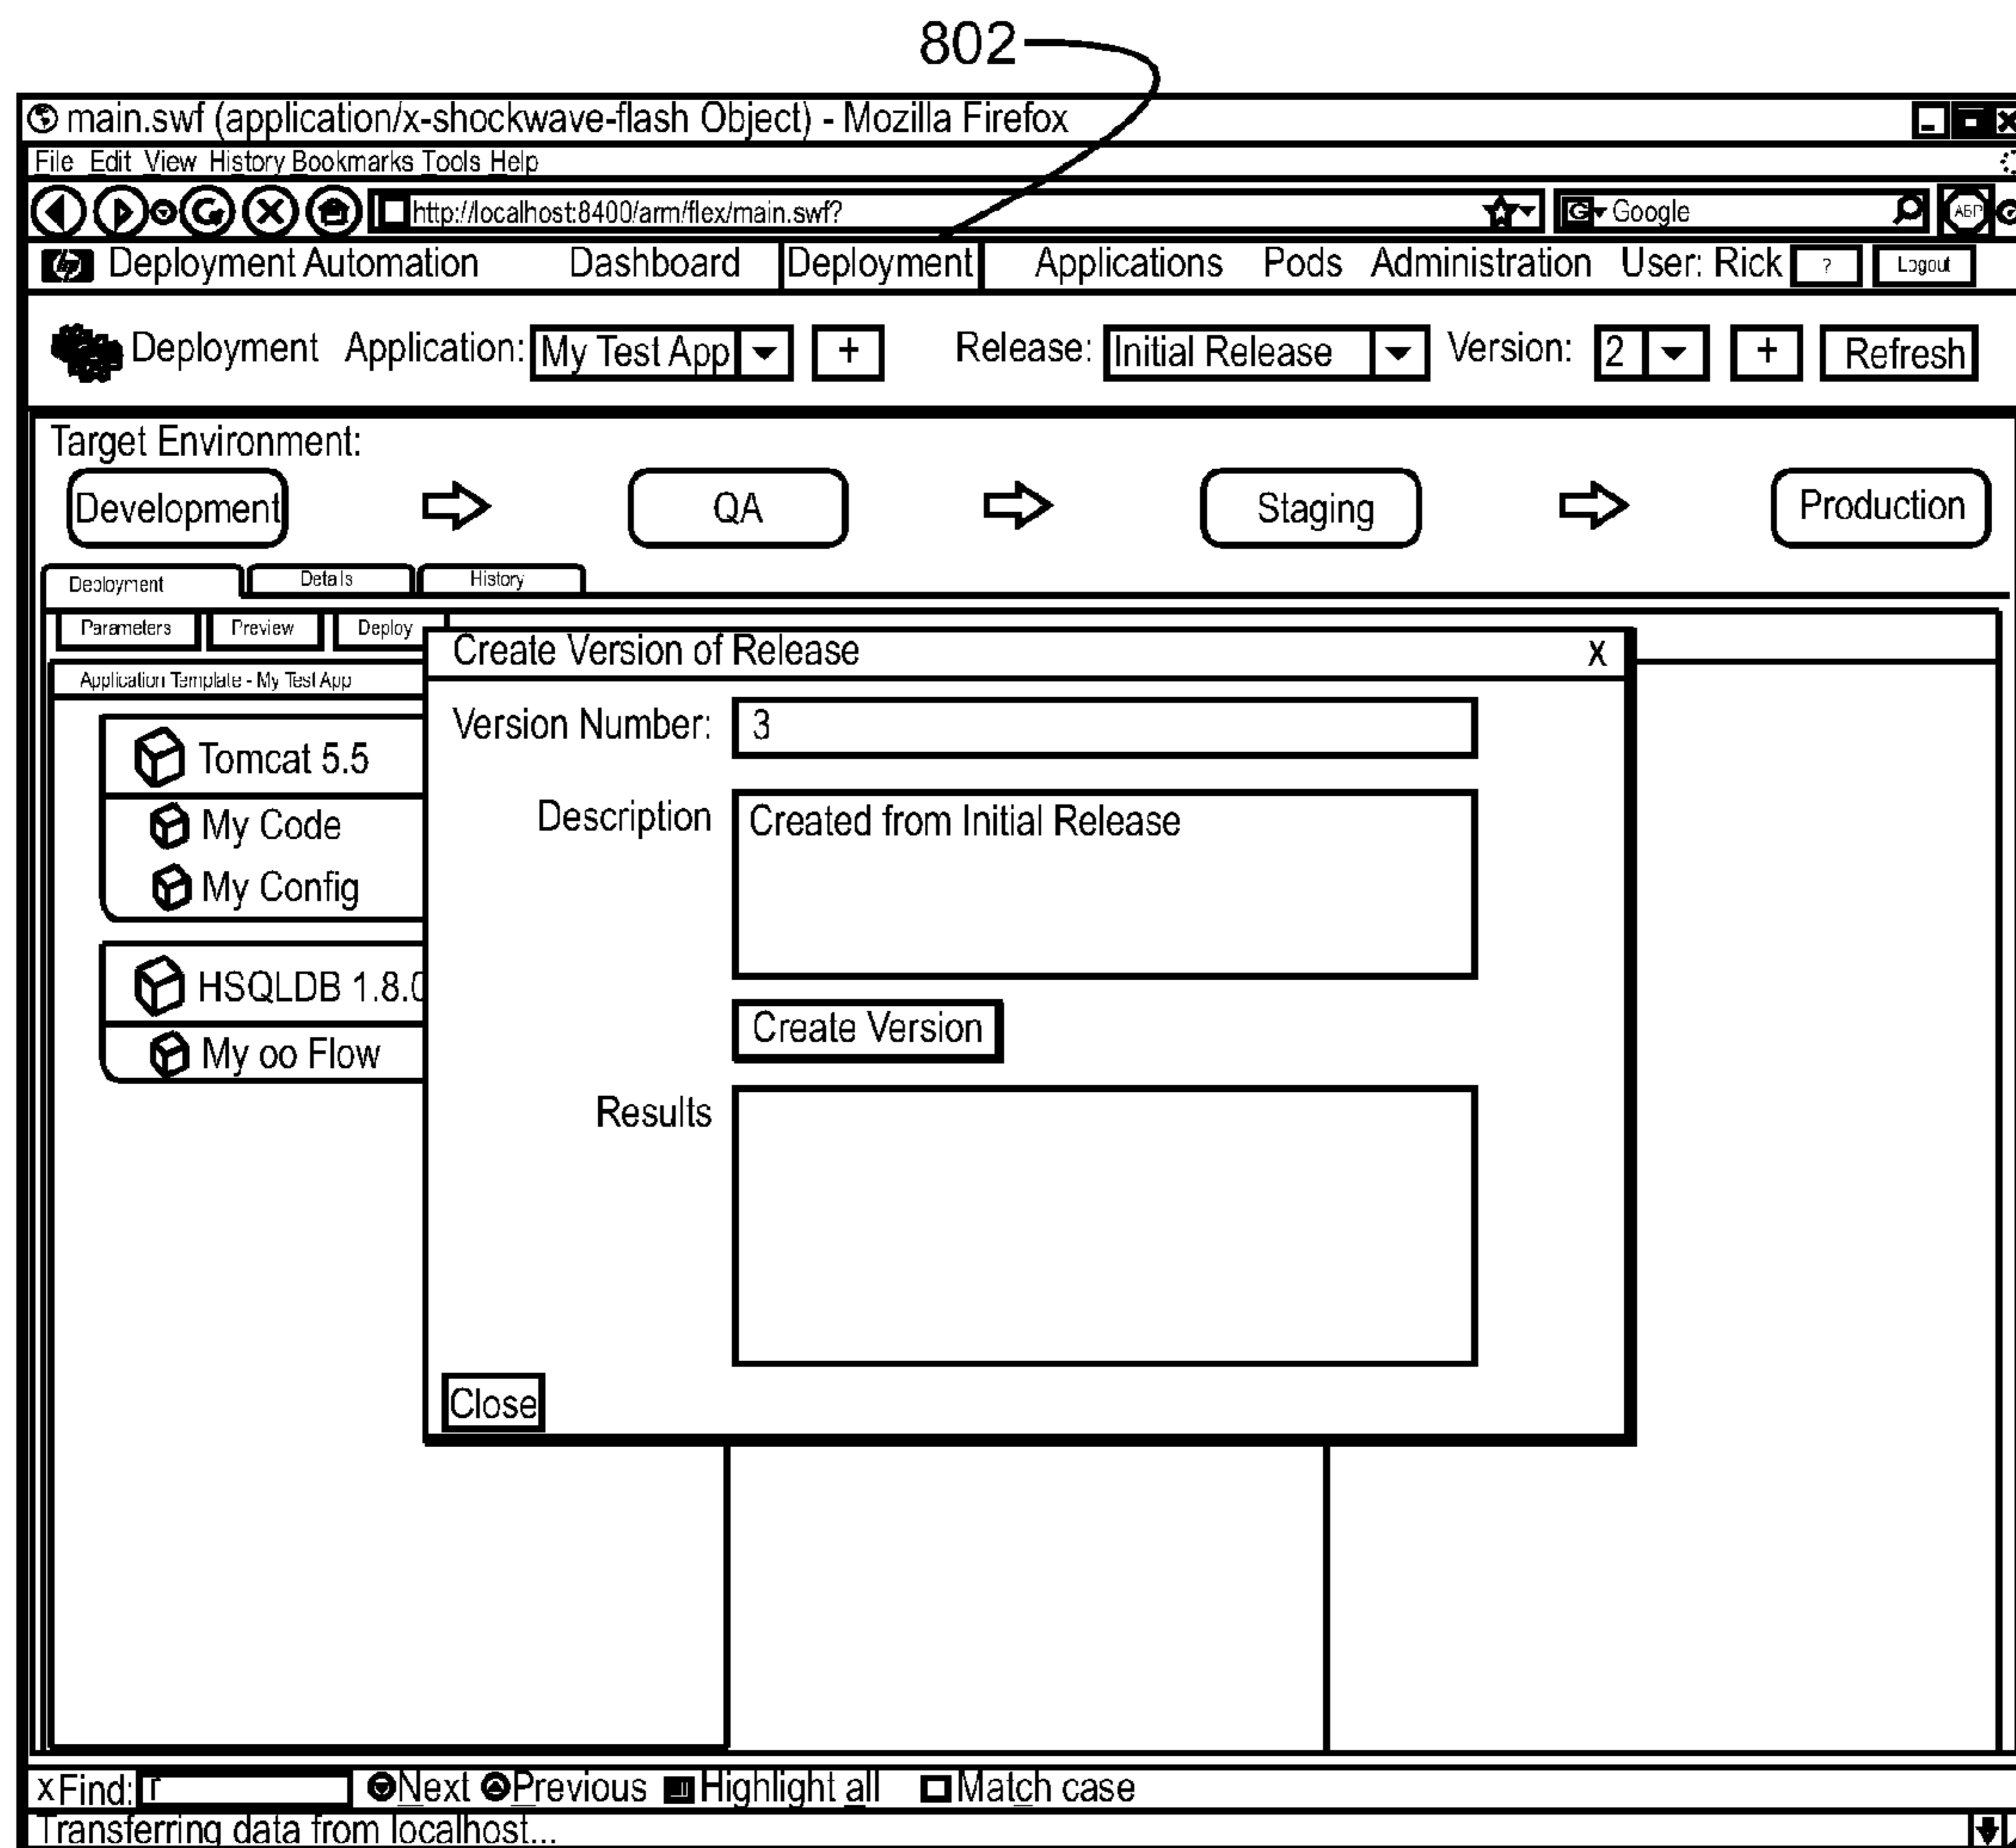 802
main.swf (application/x-shockwave-flash Object) - Mozilla Firefox
File Edit View History Bookmarks Tools Help
http://localhost:8400/arm/flex/main.swf? Google ABP
hp Deployment Automation Dashboard Deployment Applications Pods Administration User: Rick ? Logout
Deployment Application: My Test App + Release: Initial Release Version: 2 + Refresh
Target Environment:
Development QA Staging Production
Deployment Details History
Parameters Preview Deploy
Application Template - My Test App
Tomcat 5.5
My Code
My Config
HSQLDB 1.8.0
My oo Flow
Create Version of Release X
Version Number: 3
Description Created from Initial Release
Create Version
Results
Close
x Find: r Next Previous Highlight all Match case
Transferring data from localhost...